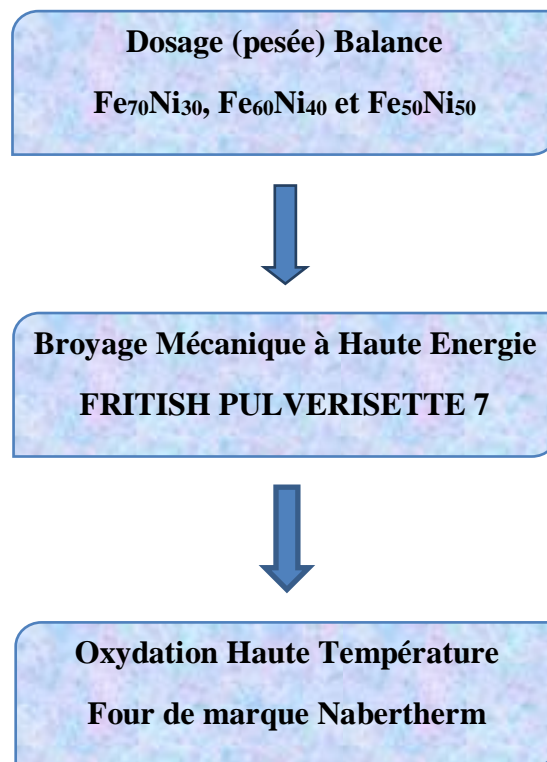 Dosage (pesée) Balance
Fe₇₀Ni₃₀, Fe₆₀Ni₄₀ et Fe₅₀Ni₅₀
Broyage Mécanique à Haute Energie
FRITISH PULVERISETTE 7
Oxydation Haute Température
Four de marque Nabertherm